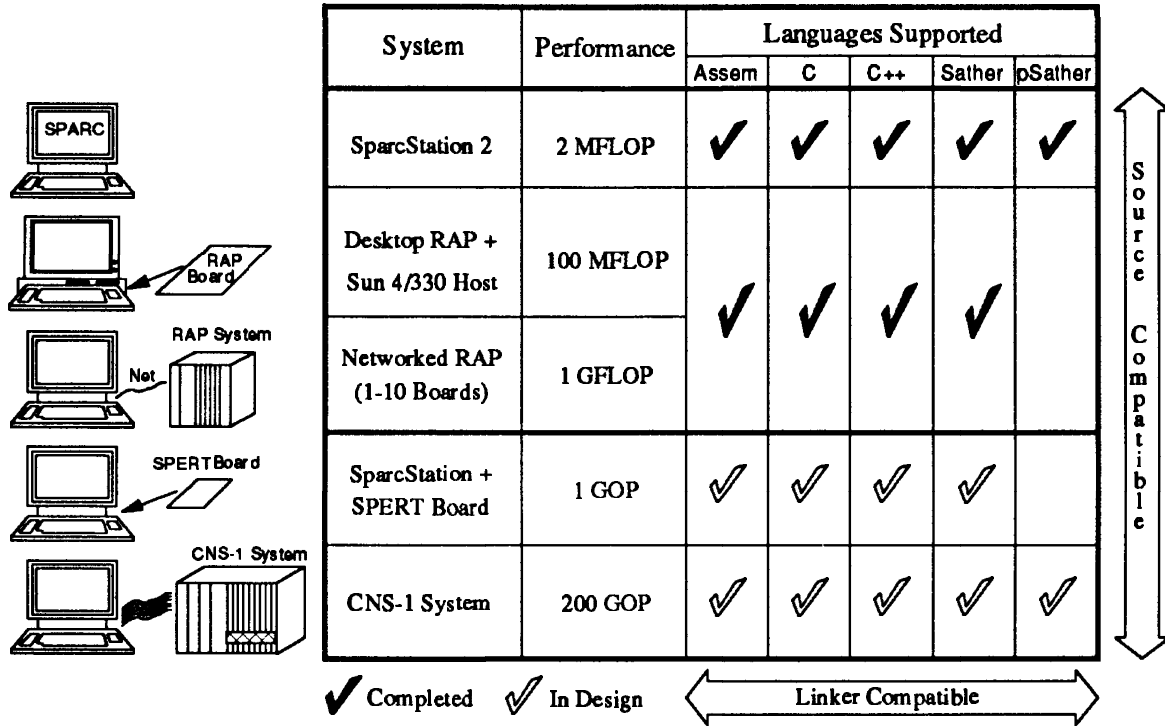 System
Performance
Languages Supported
Assem
C
C++
Sather
pSather
SPARC
SparcStation 2
2 MFLOP
RAP
Board
Desktop RAP +
Sun 4/330 Host
100 MFLOP
RAP System
Net
Networked RAP
(1-10 Boards)
1 GFLOP
SPERT Board
SparcStation +
SPERT Board
1 GOP
CNS-1 System
CNS-1 System
200 GOP
Source Compatible
Completed
In Design
Linker Compatible